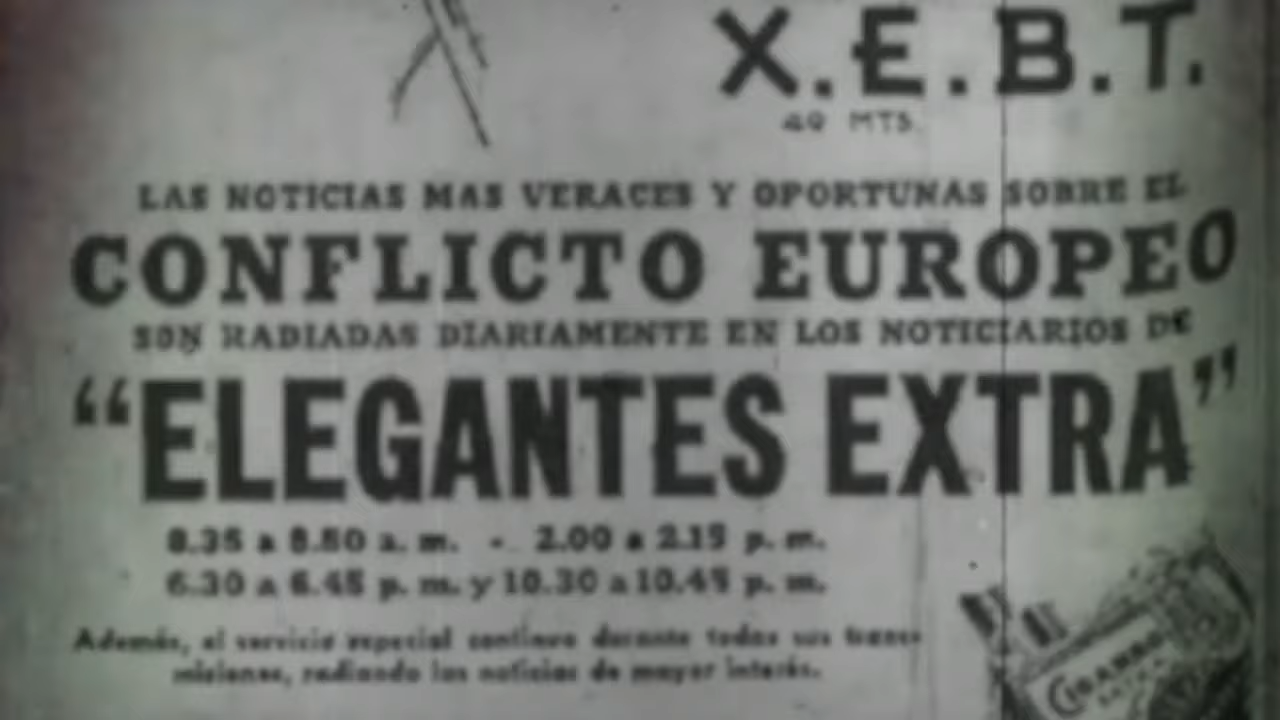 X.E.B.T.
49 MTS.
LAS NOTICIAS MAS VERACES Y OPORTUNAS SOBRE EL
CONFLICTO EUROPEO
SON RADIADAS DIARIAMENTE EN LOS NOTICIARIOS DE
“ELEGANTES EXTRA”
8.35 a 8.50 a. m. - 2.00 a 2.15 p. m.
6.30 a 6.45 p. m. y 10.30 a 10.45 p. m.
Además, el servicio especial continuo durante todas sus trans-
misiones, radiando las noticias de mayor interés.